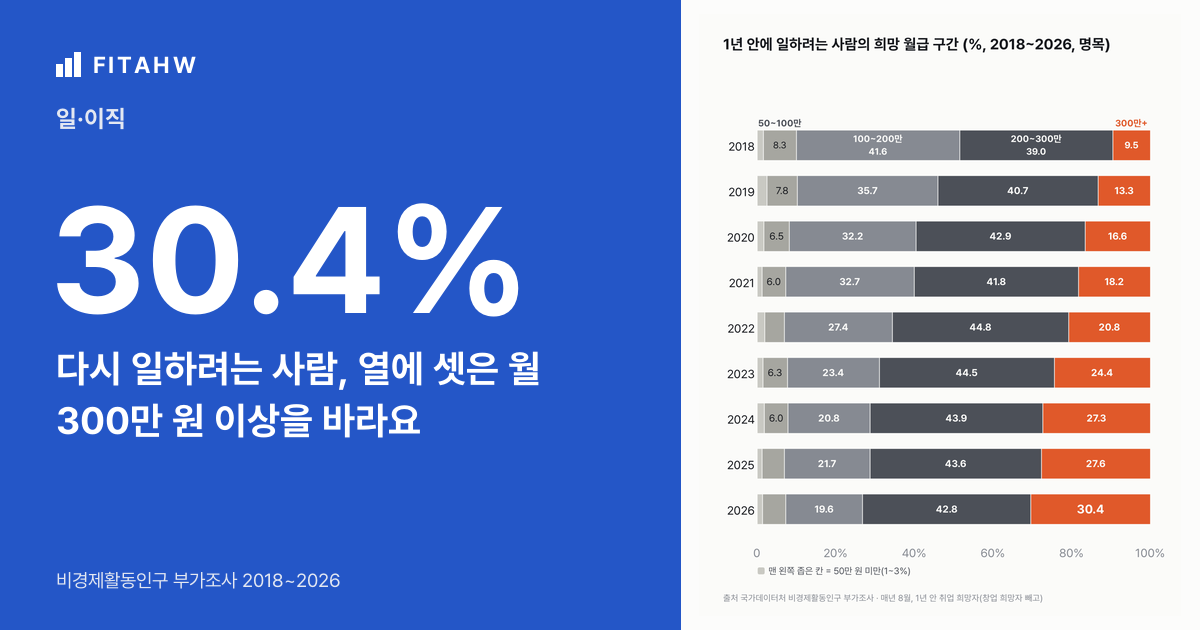 FITAHW
일·이직
30.4%
다시 일하려는 사람, 열에 셋은 월
300만 원 이상을 바라요
비경제활동인구 부가조사 2018~2026
1년 안에 일하려는 사람의 희망 월급 구간 (%, 2018~2026, 명목)
50~100만 300만+
2018 8.3 100~200만 41.6 200~300만 39.0 9.5
2019 7.8 35.7 40.7 13.3
2020 6.5 32.2 42.9 16.6
2021 6.0 32.7 41.8 18.2
2022 27.4 44.8 20.8
2023 6.3 23.4 44.5 24.4
2024 6.0 20.8 43.9 27.3
2025 21.7 43.6 27.6
2026 19.6 42.8 30.4
0 20% 40% 60% 80% 100%
맨 왼쪽 좁은 칸 = 50만 원 미만(1~3%)
출처 국가데이터처 비경제활동인구 부가조사 · 매년 8월, 1년 안 취업 희망자(창업 희망자 빼고)